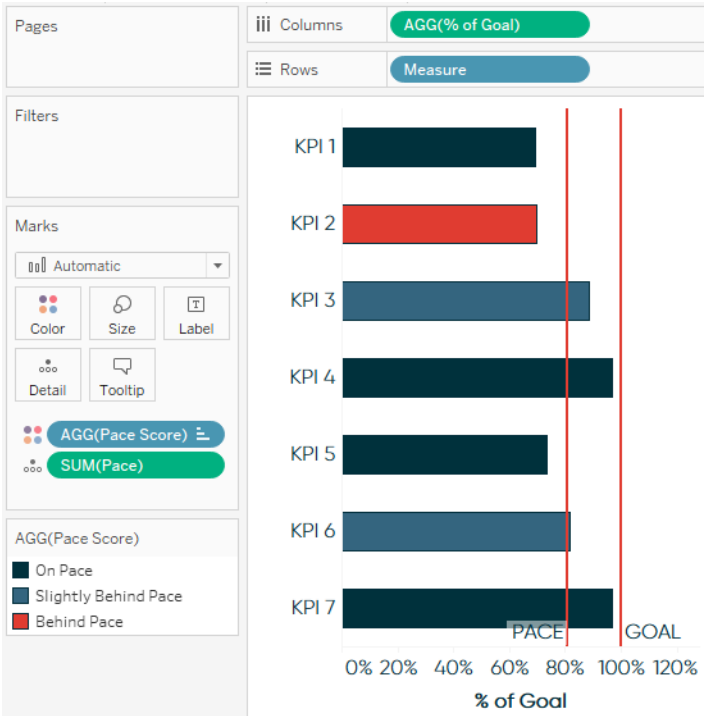 Pages
iii Columns
AGG(% of Goal)
Rows
Measure
Filters
Marks
Automatic
Color
Size
Label
Detail
Tooltip
AGG(Pace Score)
SUM(Pace)
AGG(Pace Score)
On Pace
Slightly Behind Pace
Behind Pace
KPI 1
KPI 2
KPI 3
KPI 4
KPI 5
KPI 6
KPI 7
PACE
GOAL
0% 20% 40% 60% 80% 100% 120%
% of Goal